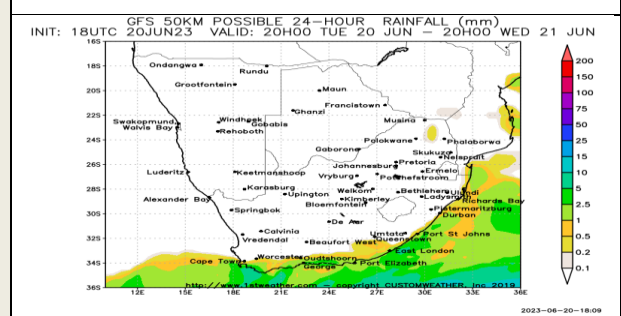 GFS 50KM POSSIBLE 24-HOUR RAINFALL (mm)
INIT: 18UTC 20JUN23 VALID: 20H00 TUE 20 JUN – 20H00 WED 21 JUN
16S
18S
20S
22S
24S
26S
28S
30S
32S
34S
36S
Ondangwa
Rundu
Grootfontein
Maun
Francistown
Ghanzi
Swakopmund
Windhoek
Gobabis
Musina
Walvis Bay
Rehoboth
Polokwane
Phalaborwa
Gaborone
Skukuza
Nelspruit
Johannesburg
Pretoria
Luderitz
Keetmanshoop
Vryburg
Potchefstroom
Ermelo
Karasburg
Upington
Welkom
Kimberley
Bethlehem
Ulundi
Ladysmith
Richards Bay
Alexander Bay
Bloemfontein
Springbok
Pietermaritzburg
Durban
De Aar
Calvinia
Umtata
Port St Johns
Vredendal
Beaufort West
Queenstown
East London
Cape Town
Worcester
Oudtshoorn
George
Port Elizabeth
http://www.1stweather.com – copyright CUSTOMWEATHER, Inc 2019
12E
15E
18E
21E
24E
27E
30E
33E
36E
200
150
100
75
50
25
15
10
5
2.5
1
0.5
0.2
0.1
2023-06-20-18:09